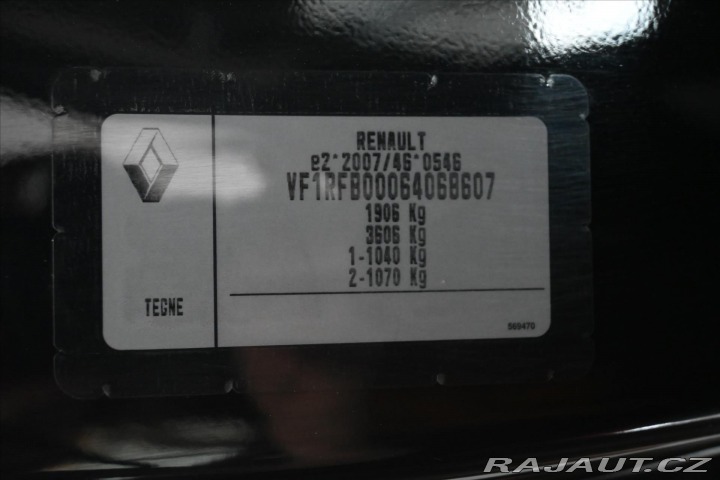 RENAULT
e2*2007/46*0546
VF1RFB00064068607
1906 Kg
3606 Kg
1-1040 Kg
2-1070 Kg
TEGNE
569470
RAJAUT.CZ